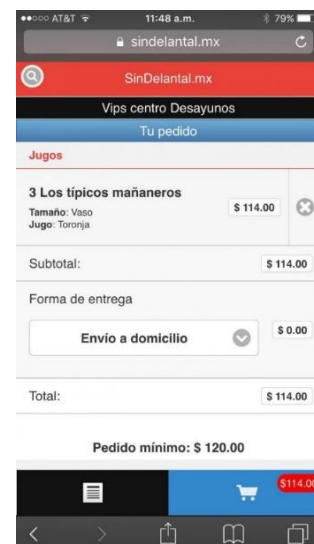 AT&T 11:48 a.m. 79%
sindelantal.mx
SinDelantal.mx
Vips centro Desayunos
Tu pedido
Jugos
3 Los típicos mañaneros
Tamaño: Vaso
Jugo: Toronja
$ 114.00
Subtotal: $ 114.00
Forma de entrega
Envío a domicilio $ 0.00
Total: $ 114.00
Pedido mínimo: $ 120.00
$114.00